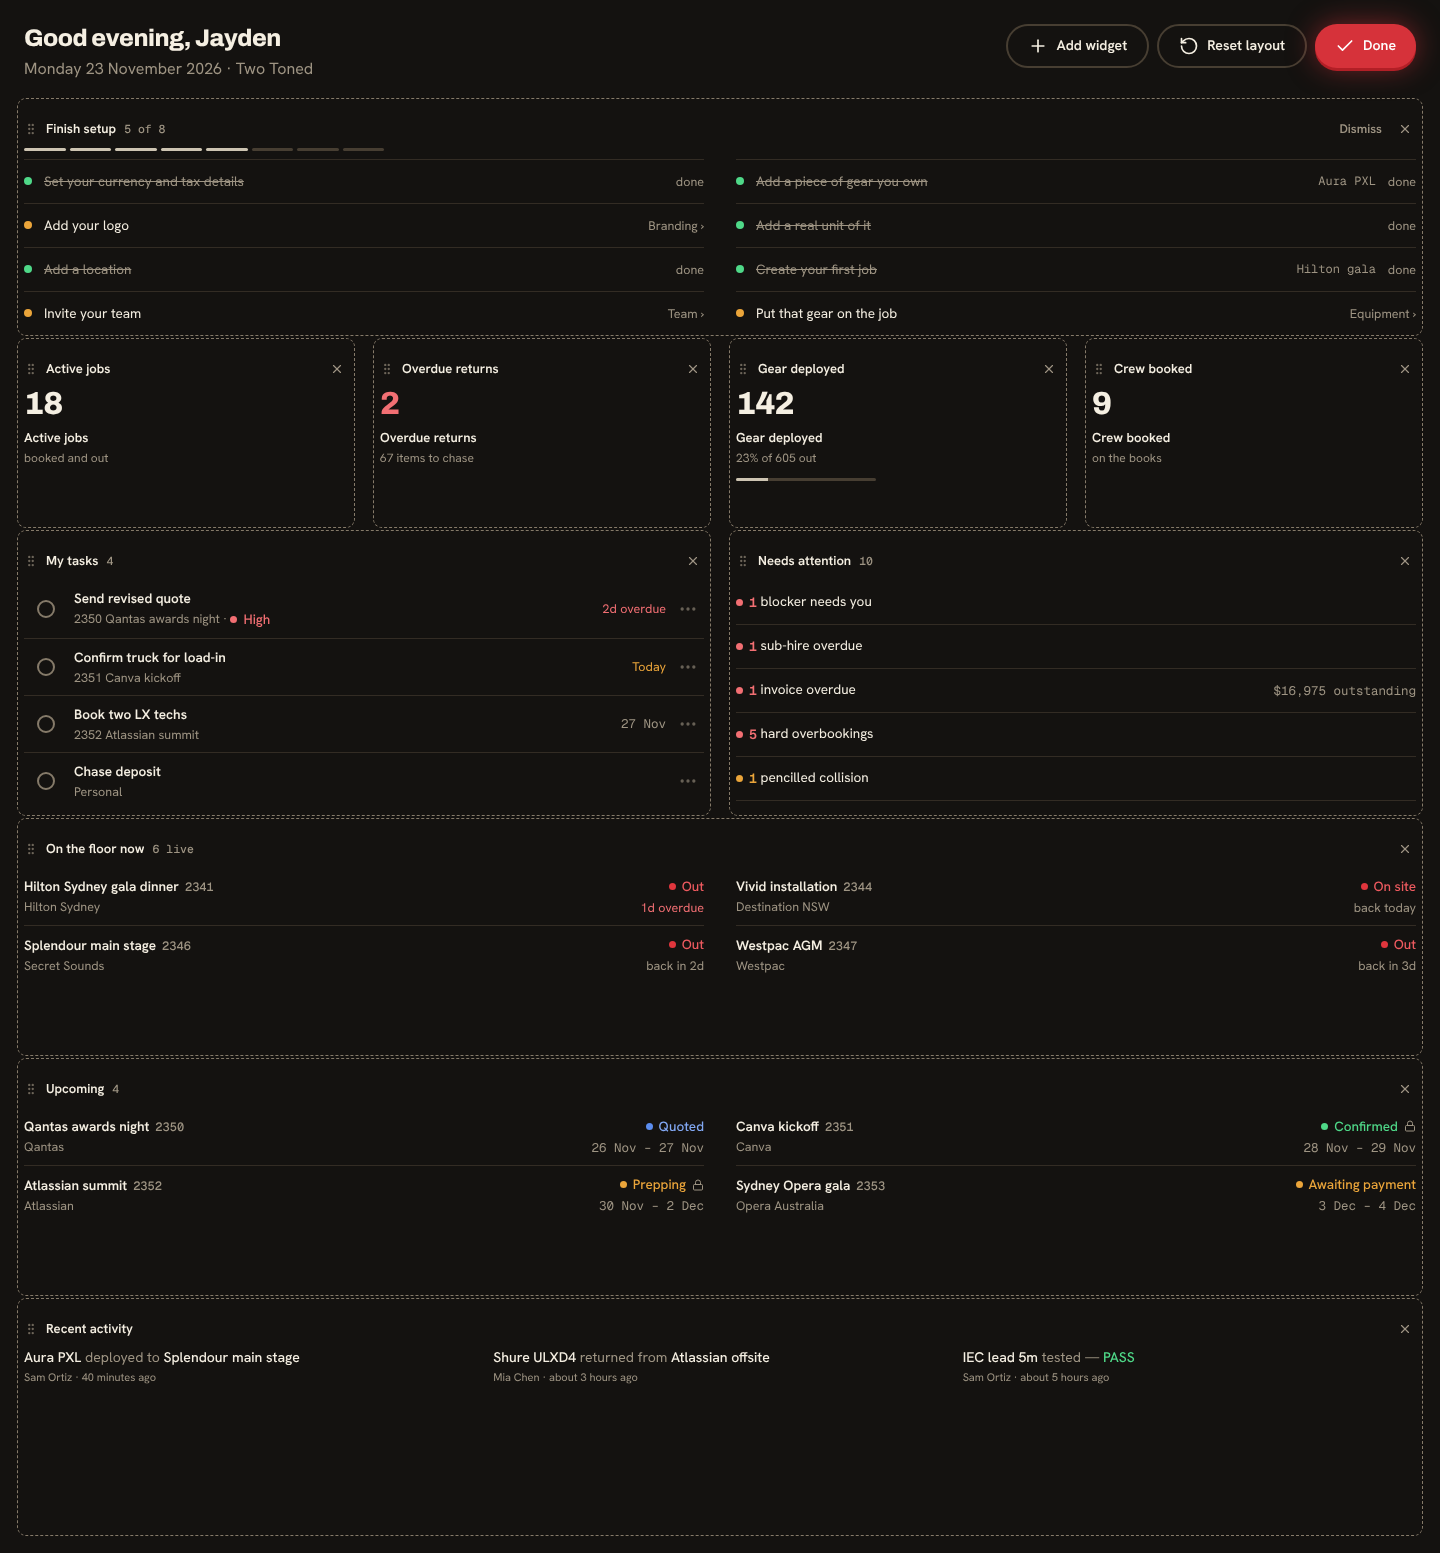 Good evening, Jayden
Monday 23 November 2026 · Two Toned
Add widget
Reset layout
Done
Finish setup 5 of 8
Dismiss
Set your currency and tax details done
Add a piece of gear you own Aura PXL done
Add your logo Branding ›
Add a real unit of it done
Add a location done
Create your first job Hilton gala done
Invite your team Team ›
Put that gear on the job Equipment ›
Active jobs
18
Active jobs
booked and out
Overdue returns
2
Overdue returns
67 items to chase
Gear deployed
142
Gear deployed
23% of 605 out
Crew booked
9
Crew booked
on the books
My tasks 4
Send revised quote
2350 Qantas awards night · High
2d overdue
Confirm truck for load-in
2351 Canva kickoff
Today
Book two LX techs
2352 Atlassian summit
27 Nov
Chase deposit
Personal
Needs attention 10
1 blocker needs you
1 sub-hire overdue
1 invoice overdue $16,975 outstanding
5 hard overbookings
1 pencilled collision
On the floor now 6 live
Hilton Sydney gala dinner 2341 Out
Hilton Sydney 1d overdue
Vivid installation 2344 On site
Destination NSW back today
Splendour main stage 2346 Out
Secret Sounds back in 2d
Westpac AGM 2347 Out
Westpac back in 3d
Upcoming 4
Qantas awards night 2350 Quoted
Qantas 26 Nov – 27 Nov
Canva kickoff 2351 Confirmed
Canva 28 Nov – 29 Nov
Atlassian summit 2352 Prepping
Atlassian 30 Nov – 2 Dec
Sydney Opera gala 2353 Awaiting payment
Opera Australia 3 Dec – 4 Dec
Recent activity
Aura PXL deployed to Splendour main stage
Sam Ortiz · 40 minutes ago
Shure ULXD4 returned from Atlassian offsite
Mia Chen · about 3 hours ago
IEC lead 5m tested — PASS
Sam Ortiz · about 5 hours ago